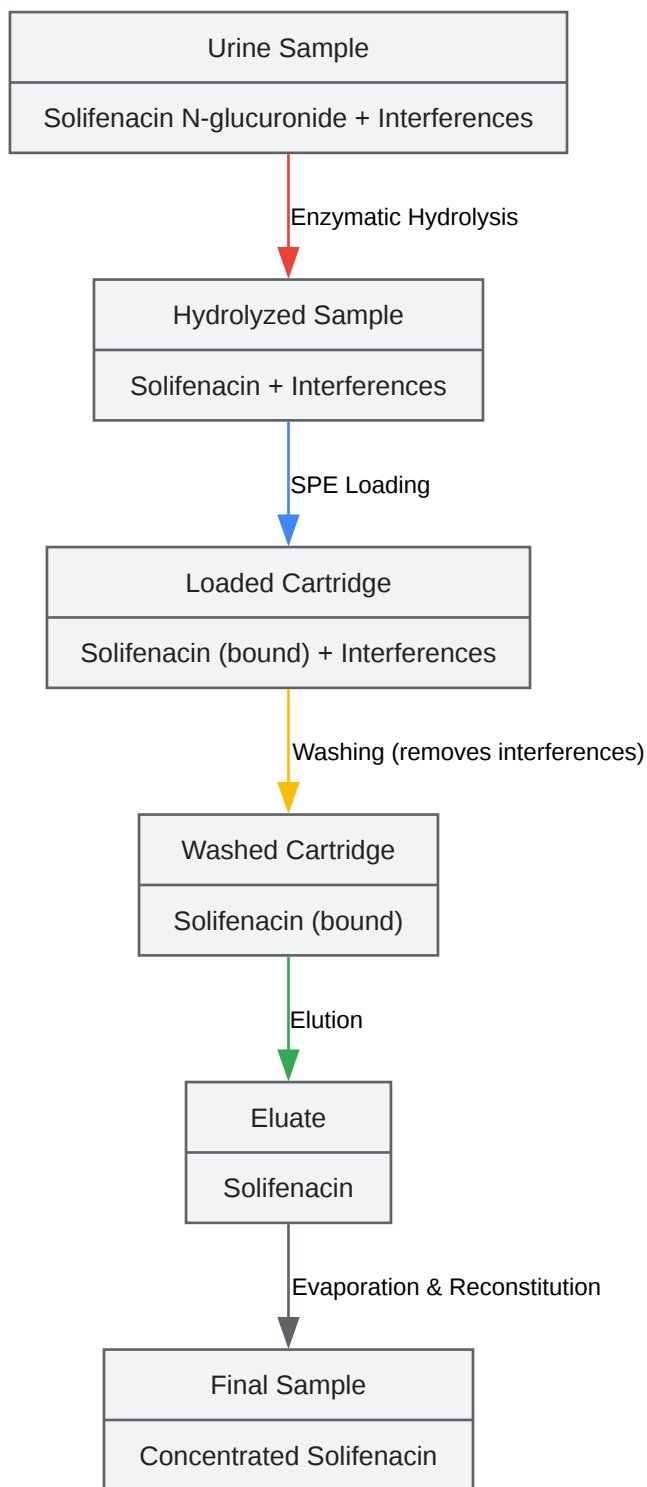 Urine Sample
Solifenacin N-glucuronide + Interferences
Enzymatic Hydrolysis
Hydrolyzed Sample
Solifenacin + Interferences
SPE Loading
Loaded Cartridge
Solifenacin (bound) + Interferences
Washing (removes interferences)
Washed Cartridge
Solifenacin (bound)
Elution
Eluate
Solifenacin
Evaporation & Reconstitution
Final Sample
Concentrated Solifenacin